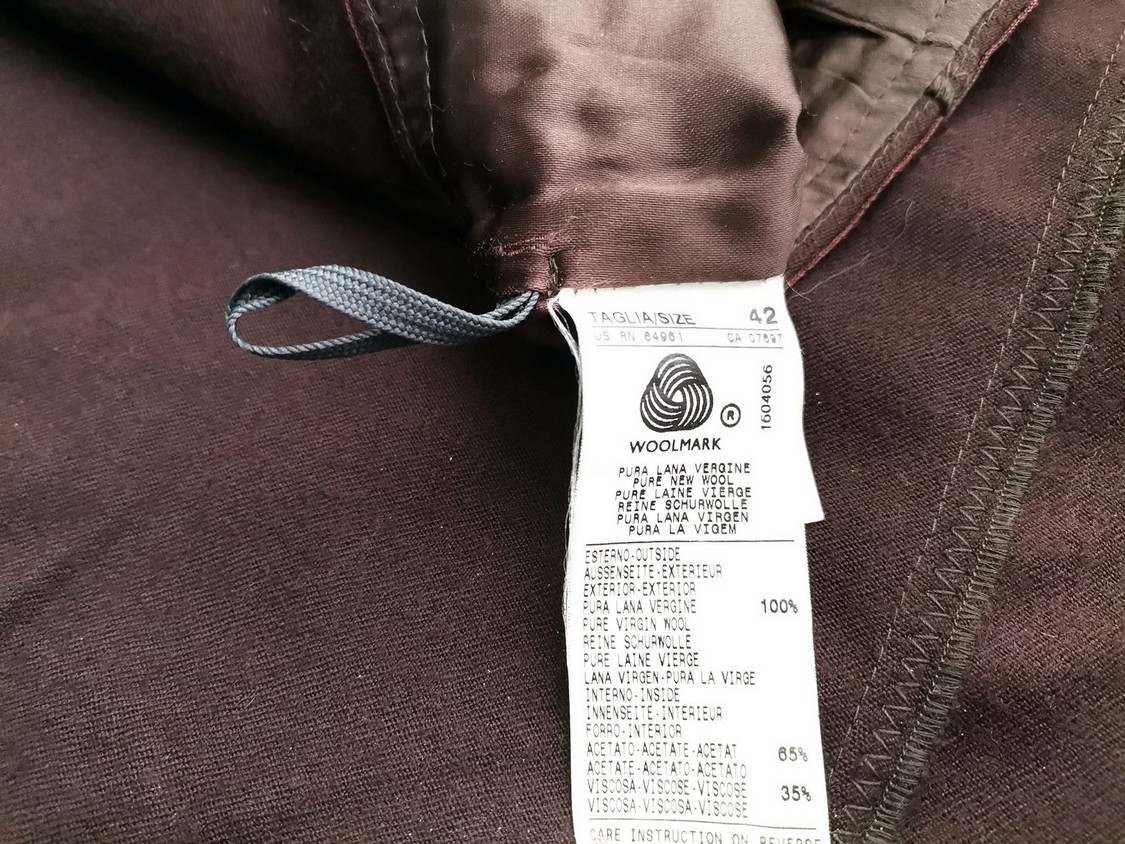 TAGLIA/SIZE 42
US RN 64961 CA 07697
®
1604056
WOOLMARK
PURA LANA VERGINE
PURE NEW WOOL
PURE LAINE VIERGE
REINE SCHURWOLLE
PURA LANA VIRGEN
PURA LA VIGEM
ESTERNO-OUTSIDE
AUSSENSEITE-EXTERIEUR
EXTERIOR-EXTERIOR
PURA LANA VERGINE 100%
PURE VIRGIN WOOL
REINE SCHURWOLLE
PURE LAINE VIERGE
LANA VIRGEN-PURA LA VIRGE
INTERNO-INSIDE
INNENSEITE-INTERIEUR
FORRO-INTERIOR
ACETATO-ACETATE-ACETAT 65%
ACETATE-ACETATO-ACETATO
VISCOSA-VISCOSE-VISCOSE 35%
VISCOSA-VISCOSA-VISCOSE
CARE INSTRUCTION ON REVERSE